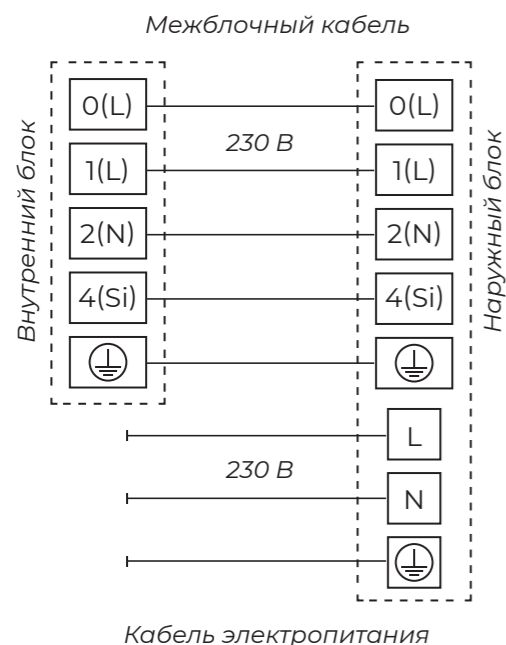 Межблочный кабель
Внутренний блок
Наружный блок
0(L) 0(L)
230 В
1(L) 1(L)
2(N) 2(N)
4(Si) 4(Si)
L
230 В
N
Кабель электропитания